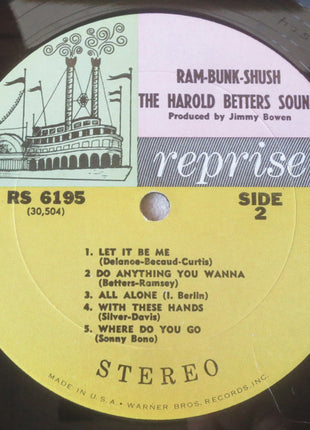 RAM-BUNK-SHUSH
THE HAROLD BETTERS SOUN
Produced by Jimmy Bowen
reprise
RS 6195
(30,504)
SIDE
2
1. LET IT BE ME
(Delanoe-Becaud-Curtis)
2 DO ANYTHING YOU WANNA
(Betters-Ramsey)
3. ALL ALONE (I. Berlin)
4. WITH THESE HANDS
(Silver-Davis)
5. WHERE DO YOU GO
(Sonny Bono)
STEREO
MADE IN U.S.A. • WARNER BROS. RECORDS, INC.